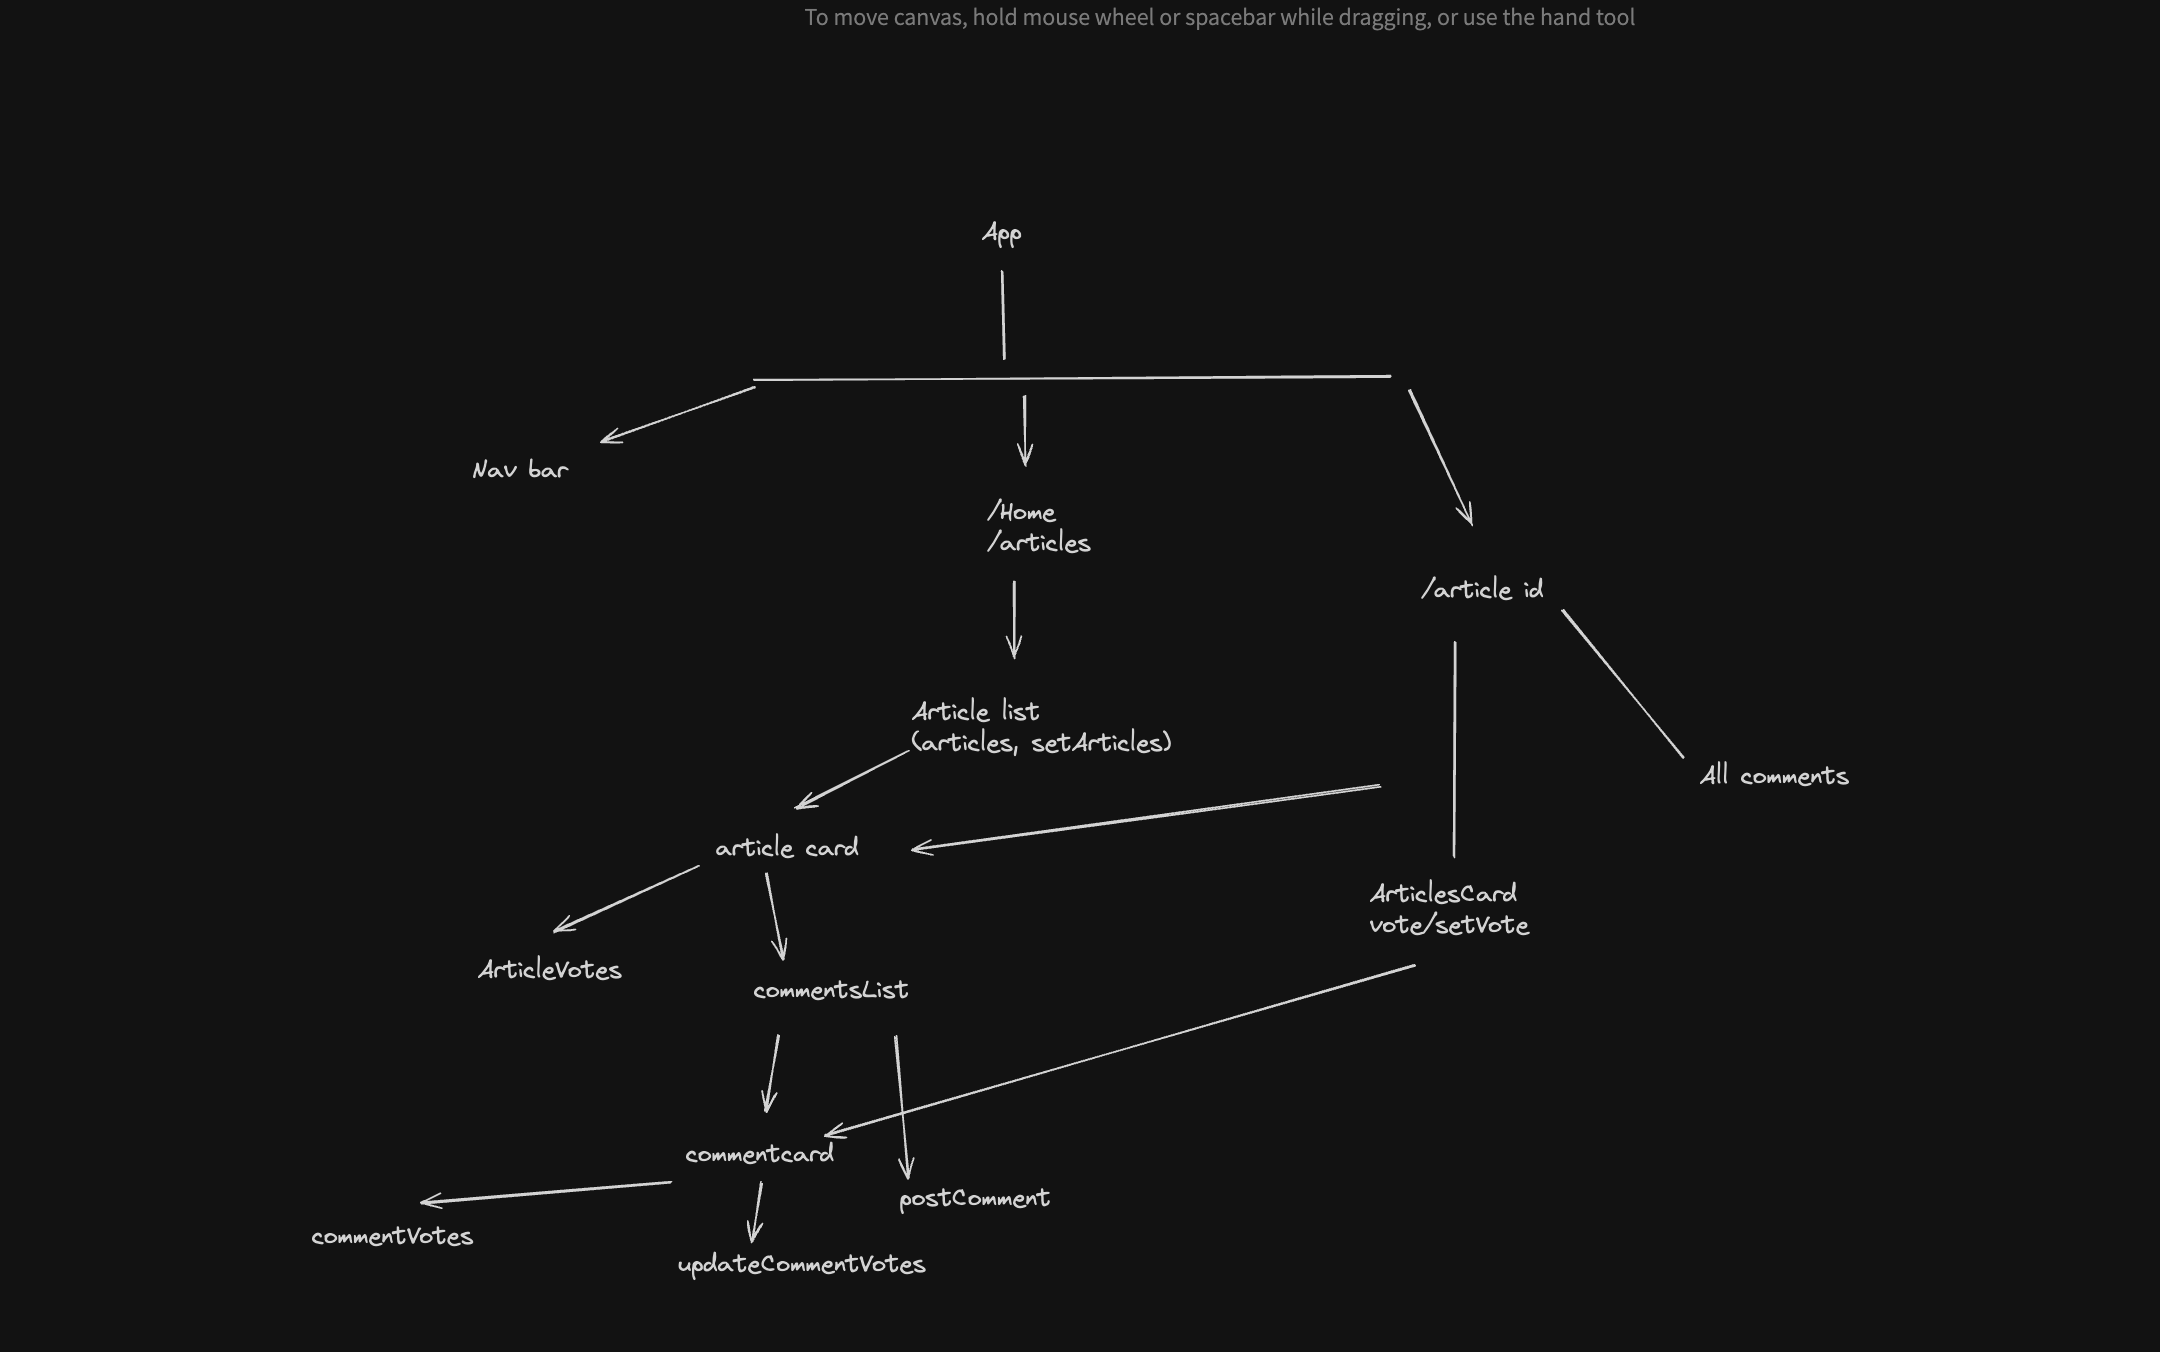 To move canvas, hold mouse wheel or spacebar while dragging, or use the hand tool
App
Nav bar
/Home
/articles
/article id
Article list
(articles, setArticles)
All comments
article card
ArticlesCard
vote/setVote
ArticleVotes
commentsList
commentcard
postComment
commentVotes
updateCommentVotes